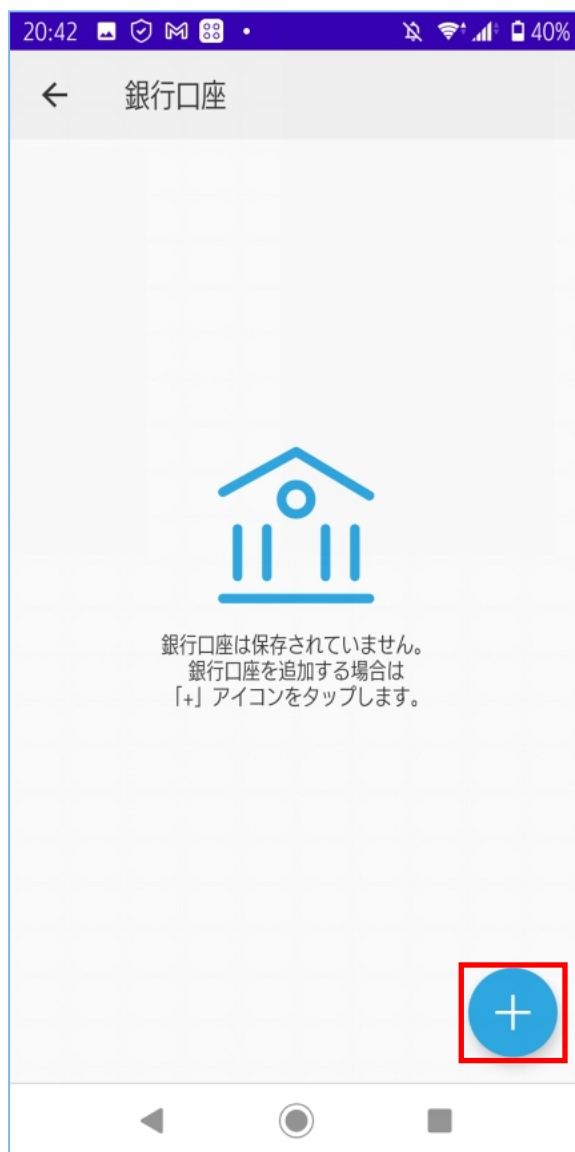 20:42 40%
銀行口座
銀行口座は保存されていません。
銀行口座を追加する場合は
「+」アイコンをタップします。